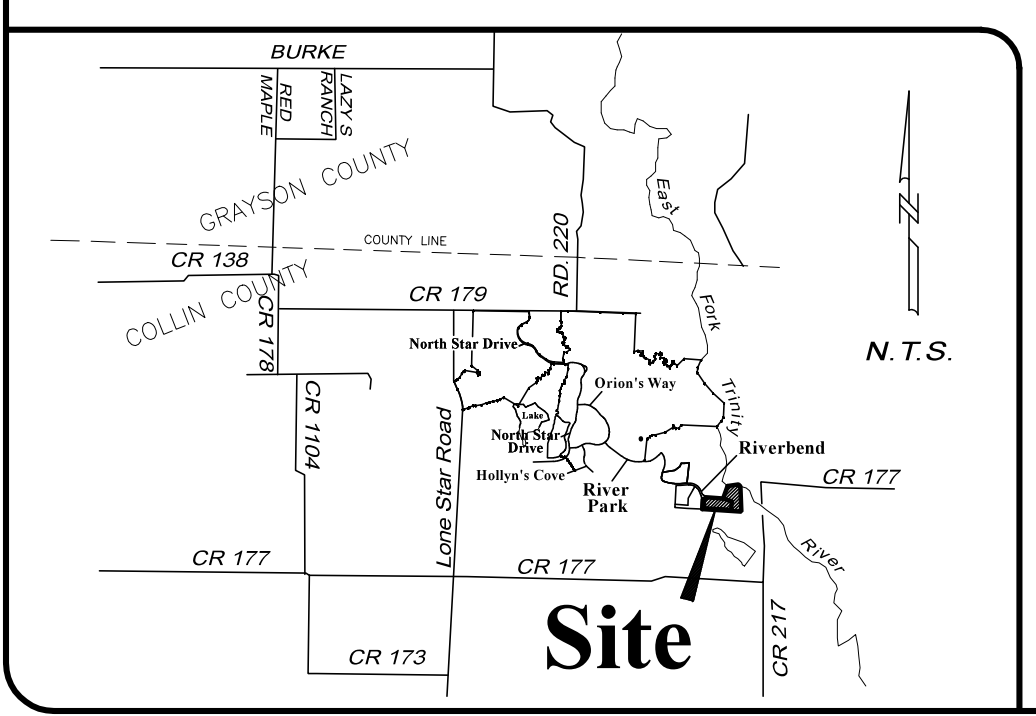 BURKE
RED
MAPLE
LAZY S
RANCH
GRAYSON COUNTY
East
COUNTY LINE
RD. 220
CR 138
COLLIN COUNTY
CR 178
CR 179
Fork
N.T.S.
North Star Drive
Orion's Way
Trinity
CR 1104
Lone Star Road
Lake
North Star
Drive
Riverbend
Hollyn's Cove
River
Park
CR 177
River
CR 177
CR 177
Site
CR 217
CR 173
N